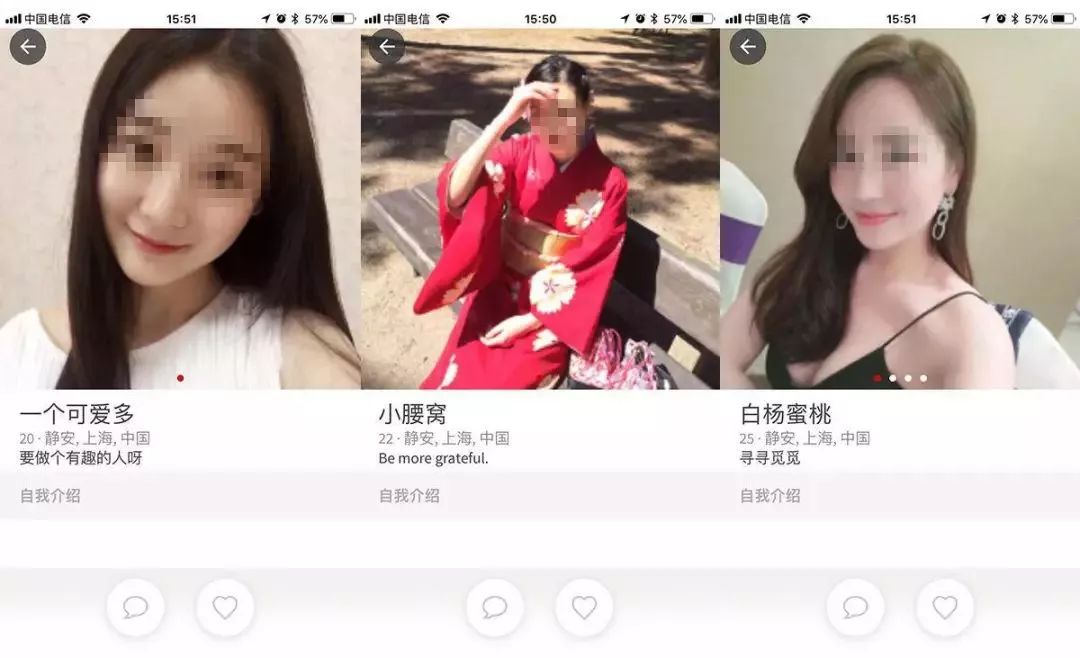 中国电信
15:51
57%
一个可爱多
20 · 静安, 上海, 中国
要做个有趣的人呀
自我介绍
中国电信
15:50
57%
小腰窝
22 · 静安, 上海, 中国
Be more grateful.
自我介绍
中国电信
15:51
57%
白杨蜜桃
25 · 静安, 上海, 中国
寻寻觅觅
自我介绍